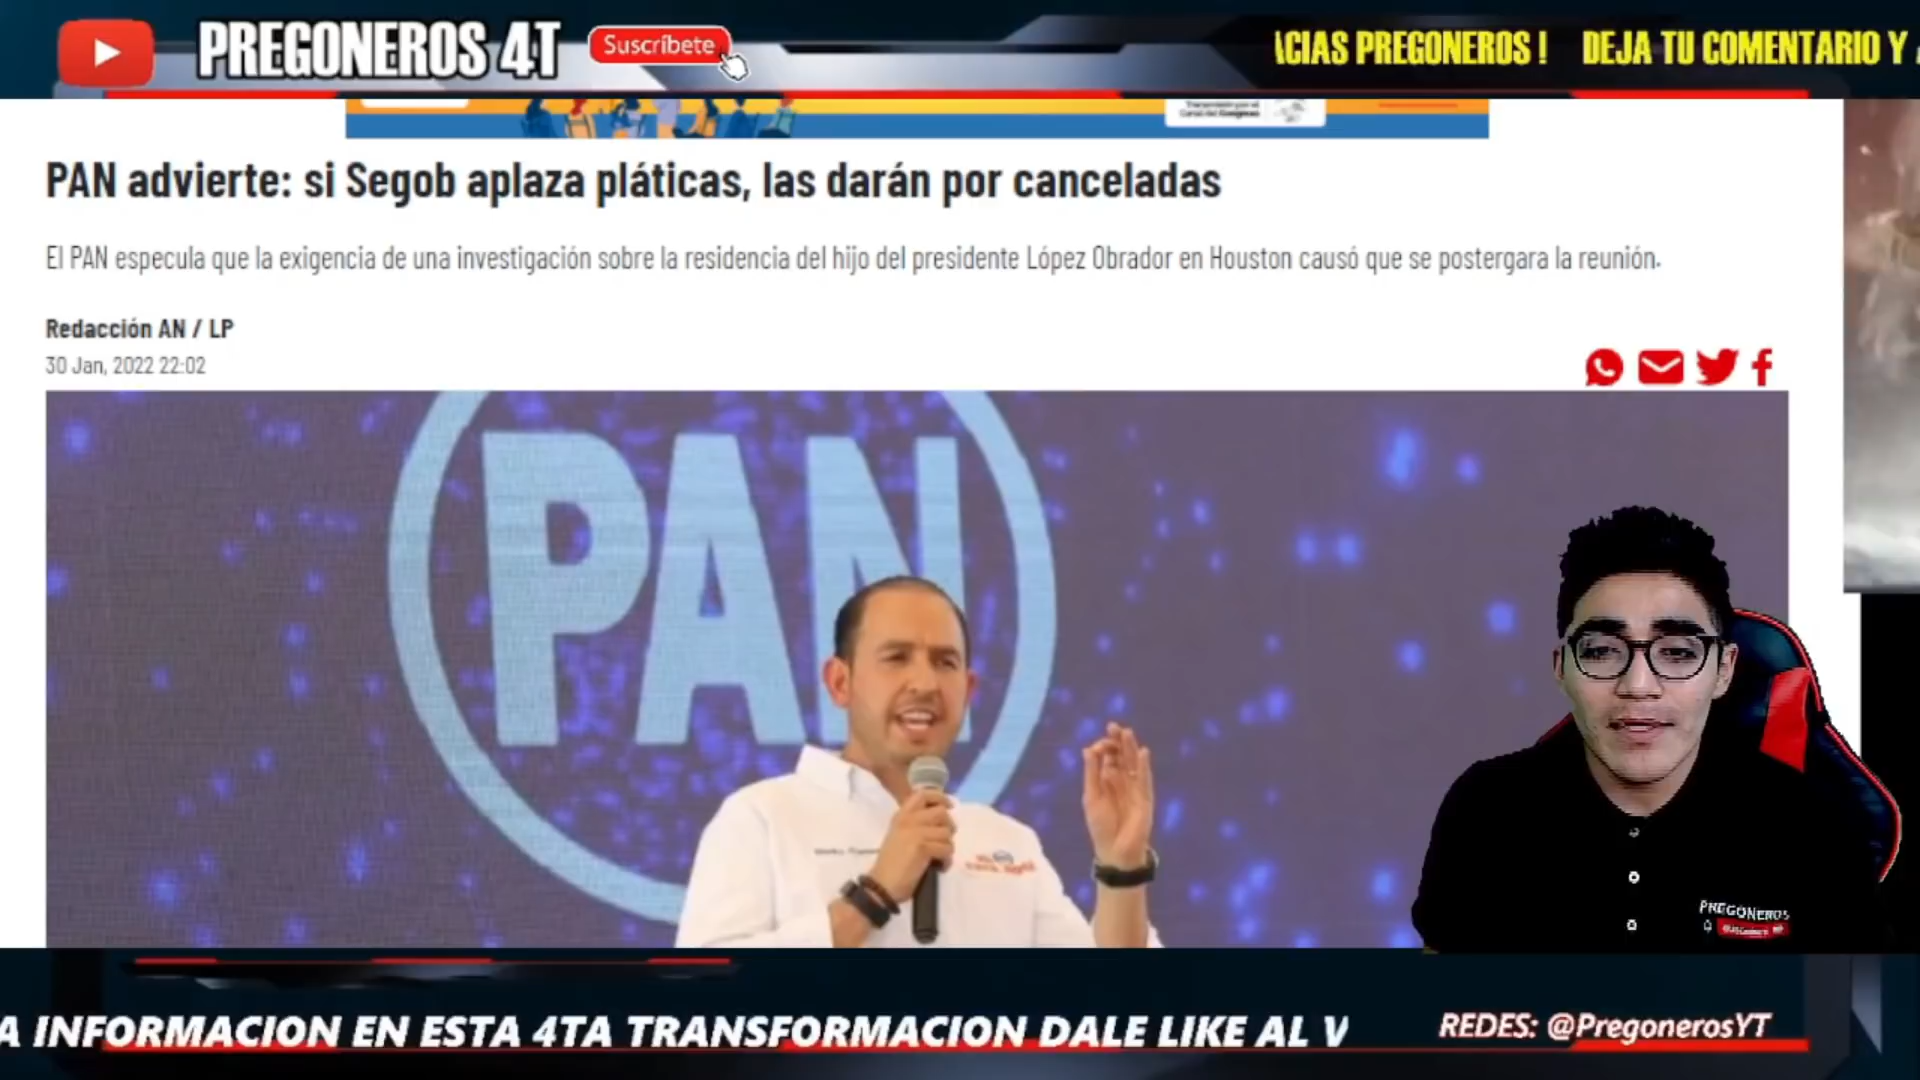 PREGONEROS 4T
Suscríbete
CIAS PREGONEROS ! DEJA TU COMENTARIO Y
PAN advierte: si Segob aplaza pláticas, las darán por canceladas
El PAN especula que la exigencia de una investigación sobre la residencia del hijo del presidente López Obrador en Houston causó que se postergara la reunión.
Redacción AN / LP
30 Jan, 2022 22:02
PAN
PREGONEROS
A INFORMACION EN ESTA 4TA TRANSFORMACION DALE LIKE AL V
REDES: @PregonerosYT